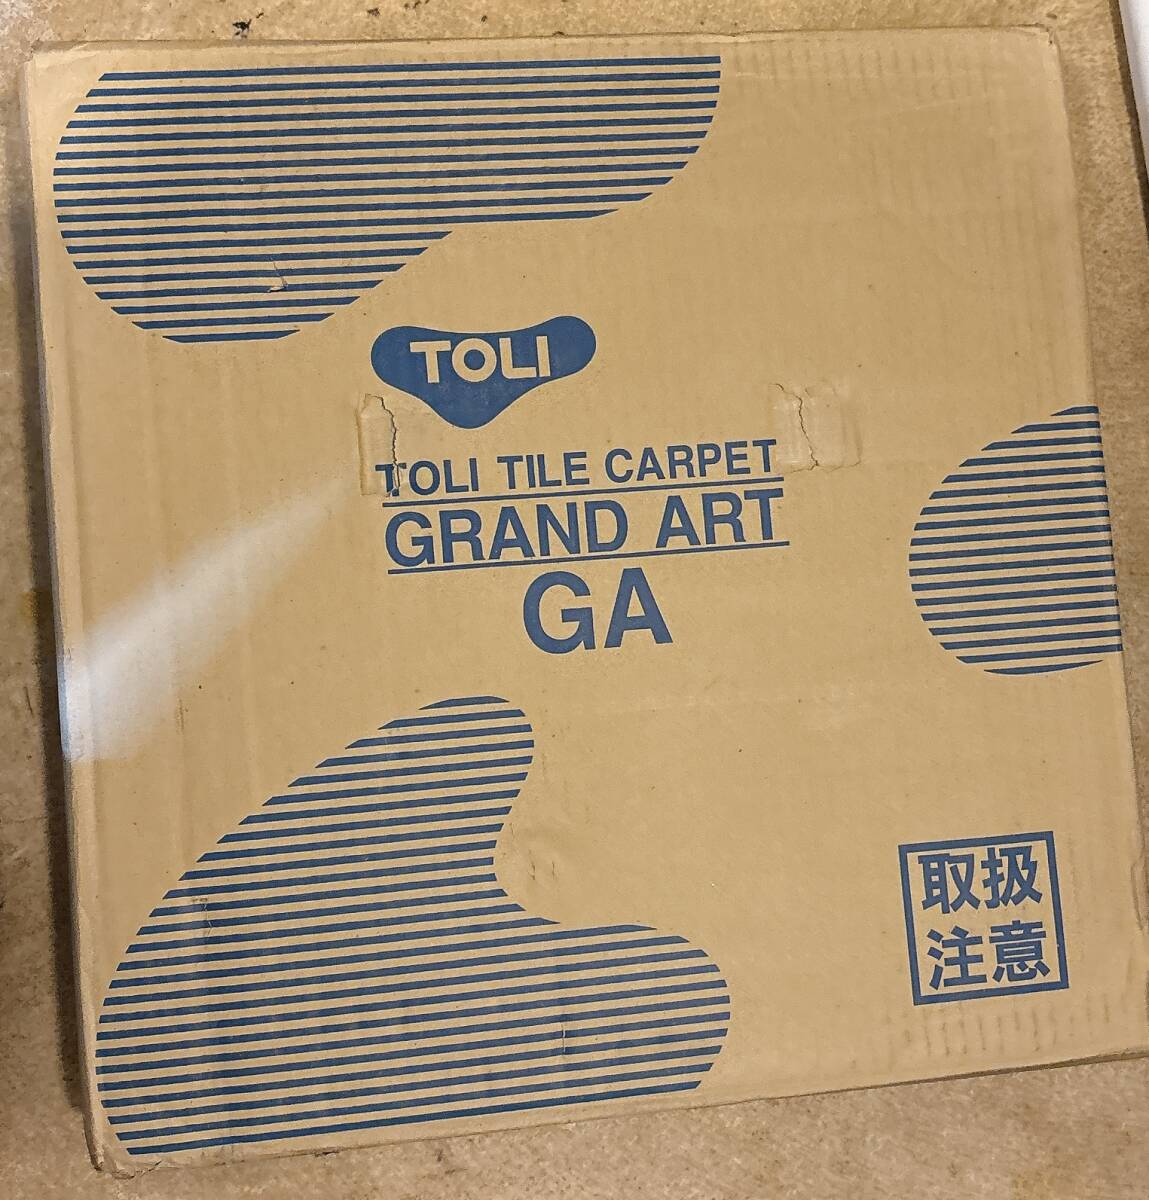 TOLI
TOLI TILE CARPET
GRAND ART
GA
取扱
注意